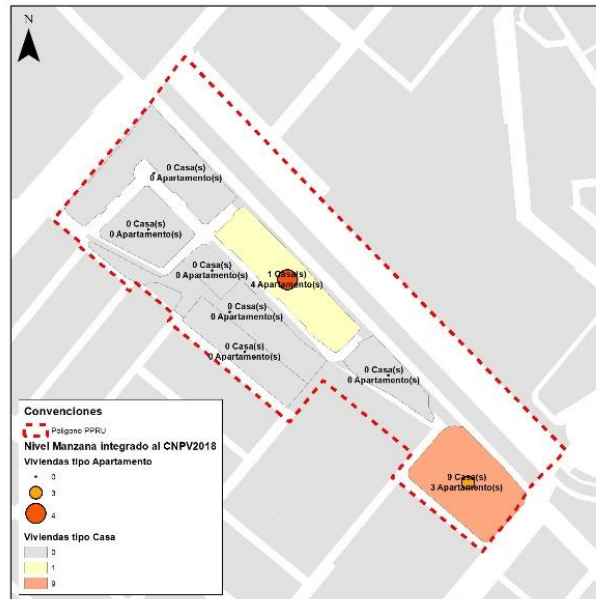 N
0 Casa(s)
0 Apartamento(s)
0 Casa(s)
0 Apartamento(s)
0 Casa(s)
0 Apartamento(s)
1 Casa(s)
4 Apartamento(s)
0 Casa(s)
0 Apartamento(s)
0 Casa(s)
0 Apartamento(s)
0 Casa(s)
0 Apartamento(s)
9 Casa(s)
3 Apartamento(s)
Convenciones
Polígono PPRU
Nivel Manzana integrado al CNPV2018
Viviendas tipo Apartamento
0
3
4
Viviendas tipo Casa
0
1
9